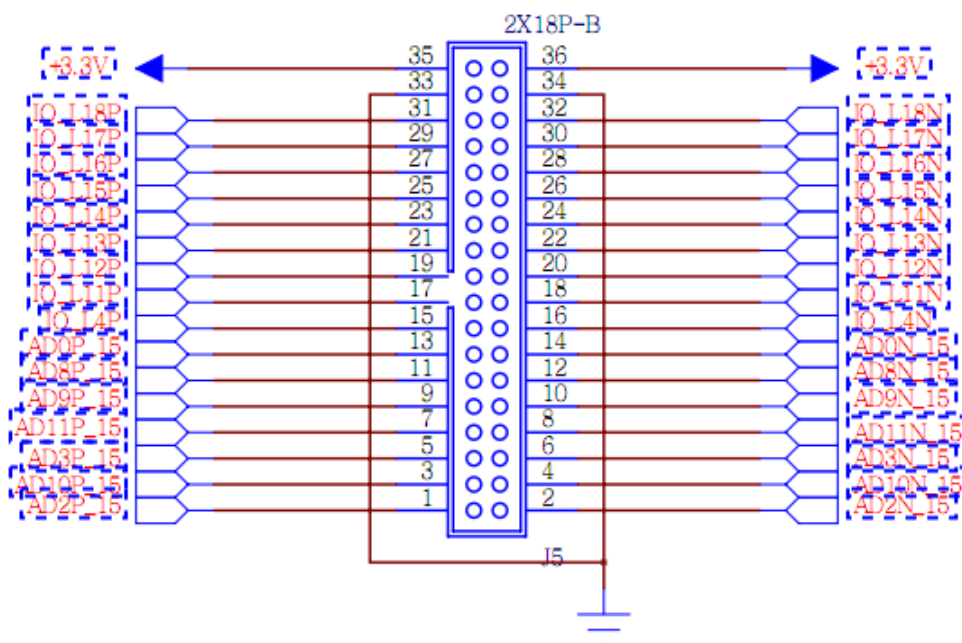 2X18P-B
+3.3V 35 36 +3.3V
33 34
IO_L18P 31 32 IO_L18N
IO_L17P 29 30 IO_L17N
IO_L16P 27 28 IO_L16N
IO_L15P 25 26 IO_L15N
IO_L14P 23 24 IO_L14N
IO_L13P 21 22 IO_L13N
IO_L12P 19 20 IO_L12N
IO_L11P 17 18 IO_L11N
IO_L4P 15 16 IO_L4N
AD0P_15 13 14 AD0N_15
AD8P_15 11 12 AD8N_15
AD9P_15 9 10 AD9N_15
AD11P_15 7 8 AD11N_15
AD3P_15 5 6 AD3N_15
AD10P_15 3 4 AD10N_15
AD2P_15 1 2 AD2N_15
J5